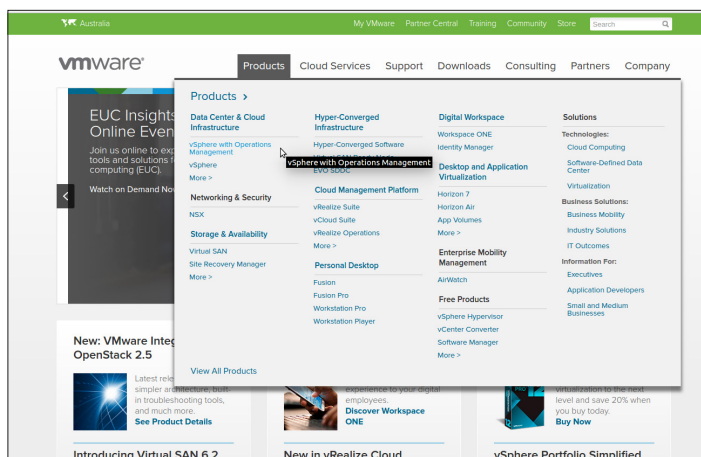 Australia
My VMware Partner Central Training Community Store Search
vmware
Products Cloud Services Support Downloads Consulting Partners Company
Products >
Data Center & Cloud
Infrastructure
vSphere with Operations
Management
vSphere
More >
Networking & Security
NSX
Storage & Availability
Virtual SAN
Site Recovery Manager
More >
View All Products
Hyper-Converged
Infrastructure
Hyper-Converged Software
vSphere with Operations Management
EVO SDDC
Cloud Management Platform
vRealize Suite
vCloud Suite
vRealize Operations
More >
Personal Desktop
Fusion
Fusion Pro
Workstation Pro
Workstation Player
Digital Workspace
Workspace ONE
Identity Manager
Desktop and Application
Virtualization
Horizon 7
Horizon Air
App Volumes
More >
Enterprise Mobility
Management
AirWatch
Free Products
vSphere Hypervisor
vCenter Converter
Software Manager
More >
Solutions
Technologies:
Cloud Computing
Software-Defined Data
Center
Virtualization
Business Solutions:
Business Mobility
Industry Solutions
IT Outcomes
Information For:
Executives
Application Developers
Small and Medium
Businesses
EUC Insights
Online Even
Join us online to exp
tools and solutions f
computing (EUC).
Watch on Demand Nov
New: VMware Integ
OpenStack 2.5
Latest rele
simpler architecture, built-
in troubleshooting tools,
and much more.
See Product Details
experience to your digital
employees.
Discover Workspace
ONE
PRO
virtualization to the next
level and save 20% when
you buy today.
Buy Now
Introducing Virtual SAN 6.2
New in vRealize Cloud
vSphere Portfolio Simplified